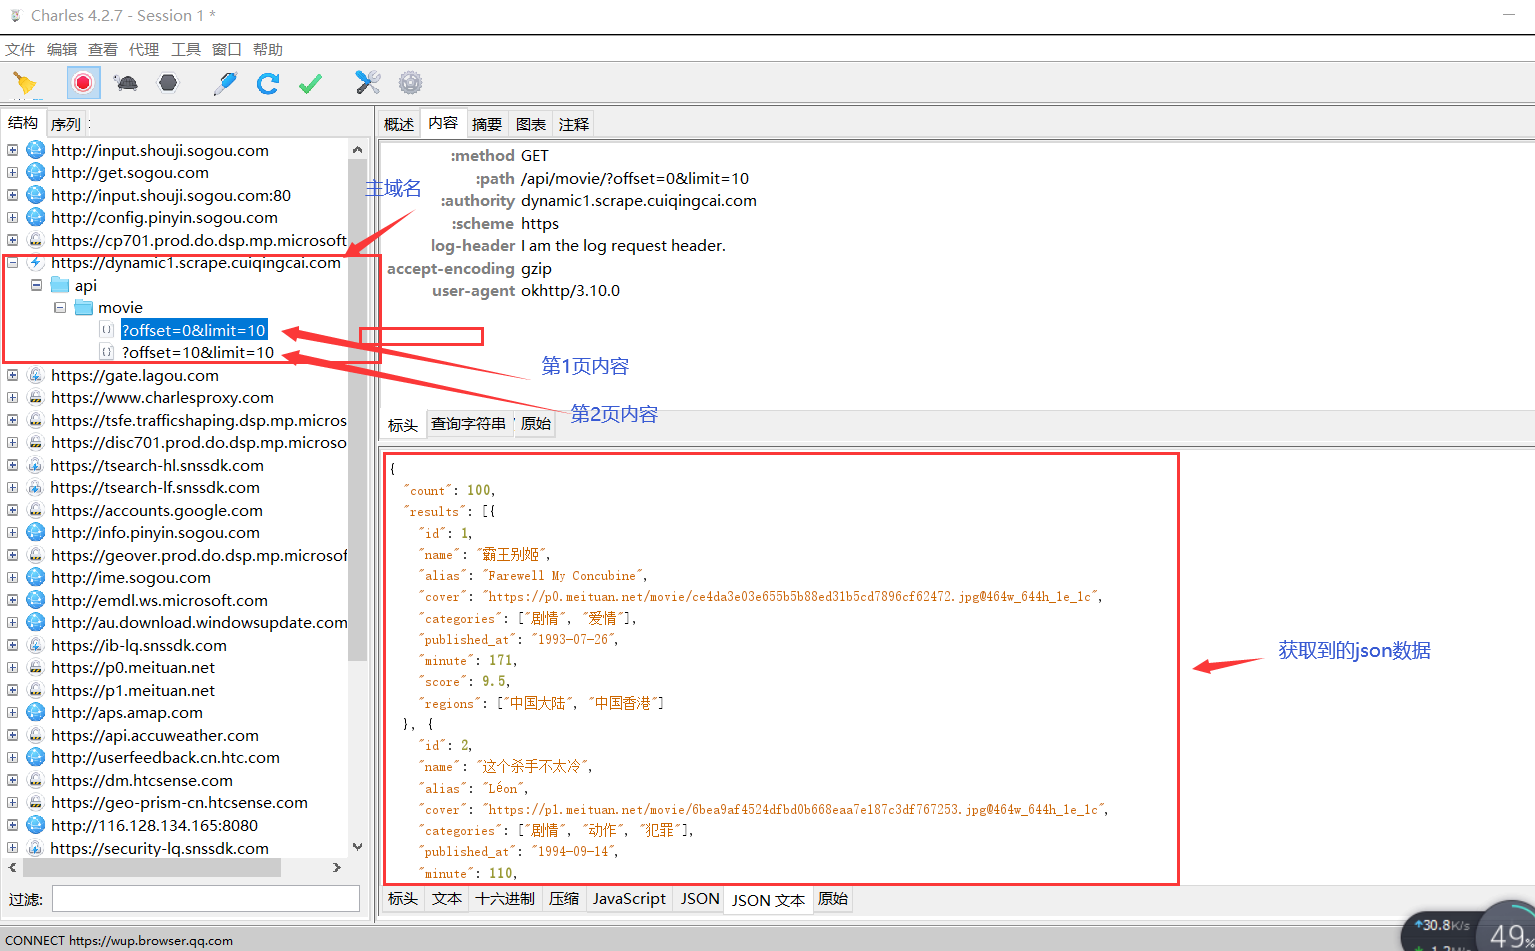 Charles 4.2.7 - Session 1 *
文件 编辑 查看 代理 工具 窗口 帮助
结构 序列
http://input.shouji.sogou.com
http://get.sogou.com
http://input.shouji.sogou.com:80
http://config.pinyin.sogou.com
https://cp701.prod.do.dsp.mp.microsoft
https://dynamic1.scrape.cuiqingcai.com
api
movie
?offset=0&limit=10
?offset=10&limit=10
https://gate.lagou.com
https://www.charlesproxy.com
https://tsfe.trafficshaping.dsp.mp.micros
https://disc701.prod.do.dsp.mp.microso
https://tsearch-hl.snssdk.com
https://tsearch-lf.snssdk.com
https://accounts.google.com
http://info.pinyin.sogou.com
https://geover.prod.do.dsp.mp.microsof
http://ime.sogou.com
http://emdl.ws.microsoft.com
http://au.download.windowsupdate.com
https://ib-lq.snssdk.com
https://p0.meituan.net
https://p1.meituan.net
http://aps.amap.com
https://api.accuweather.com
http://userfeedback.cn.htc.com
https://dm.htcsense.com
https://geo-prism-cn.htcsense.com
http://116.128.134.165:8080
https://security-lq.snssdk.com
过滤:
CONNECT https://wup.browser.qq.com
主域名
概述 内容 摘要 图表 注释
:method GET
:path /api/movie/?offset=0&limit=10
:authority dynamic1.scrape.cuiqingcai.com
:scheme https
log-header I am the log request header.
accept-encoding gzip
user-agent okhttp/3.10.0
第1页内容
第2页内容
标头 查询字符串 原始
{
"count": 100,
"results": [{
"id": 1,
"name": "霸王别姬",
"alias": "Farewell My Concubine",
"cover": "https://p0.meituan.net/movie/ce4da3e03e655b5b88ed31b5cd7896cf62472.jpg@464w_644h_1e_1c",
"categories": ["剧情", "爱情"],
"published_at": "1993-07-26",
"minute": 171,
"score": 9.5,
"regions": ["中国大陆", "中国香港"]
}, {
"id": 2,
"name": "这个杀手不太冷",
"alias": "Léon",
"cover": "https://p1.meituan.net/movie/6bea9af4524dfbd0b668eaa7e187c3df767253.jpg@464w_644h_1e_1c",
"categories": ["剧情", "动作", "犯罪"],
"published_at": "1994-09-14",
"minute": 110,
获取到的json数据
标头 文本 十六进制 压缩 JavaScript JSON JSON 文本 原始
30.8K/s
49%